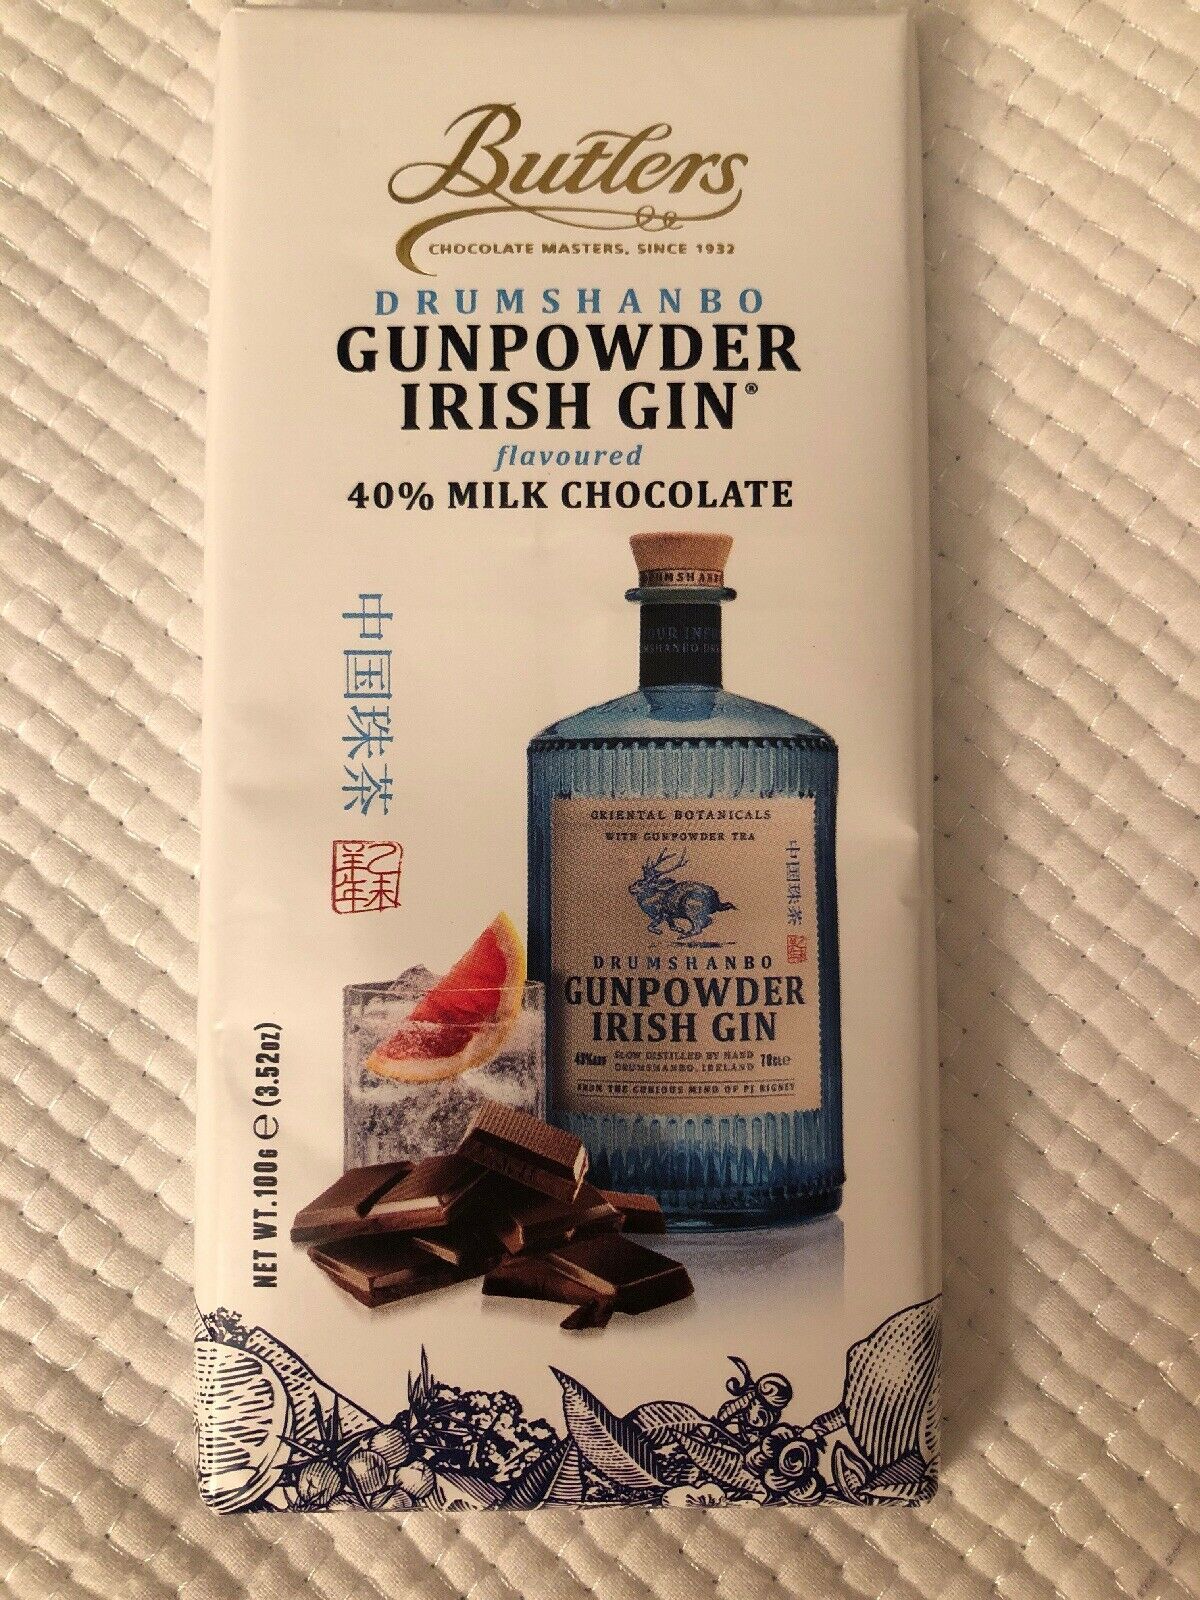 Butlers
CHOCOLATE MASTERS, SINCE 1932
DRUMSHANBO
GUNPOWDER
IRISH GIN®
flavoured
40% MILK CHOCOLATE
中国珠茶
NET WT. 100G ℮ (3.52OZ)
ORIENTAL BOTANICALS
WITH GUNPOWDER TEA
中国珠茶
DRUMSHANBO
GUNPOWDER
IRISH GIN
SLOW DISTILLED BY HAND
DRUMSHANBO, IRELAND
70CLe
FROM THE CURIOUS MIND OF PJ RIGNEY